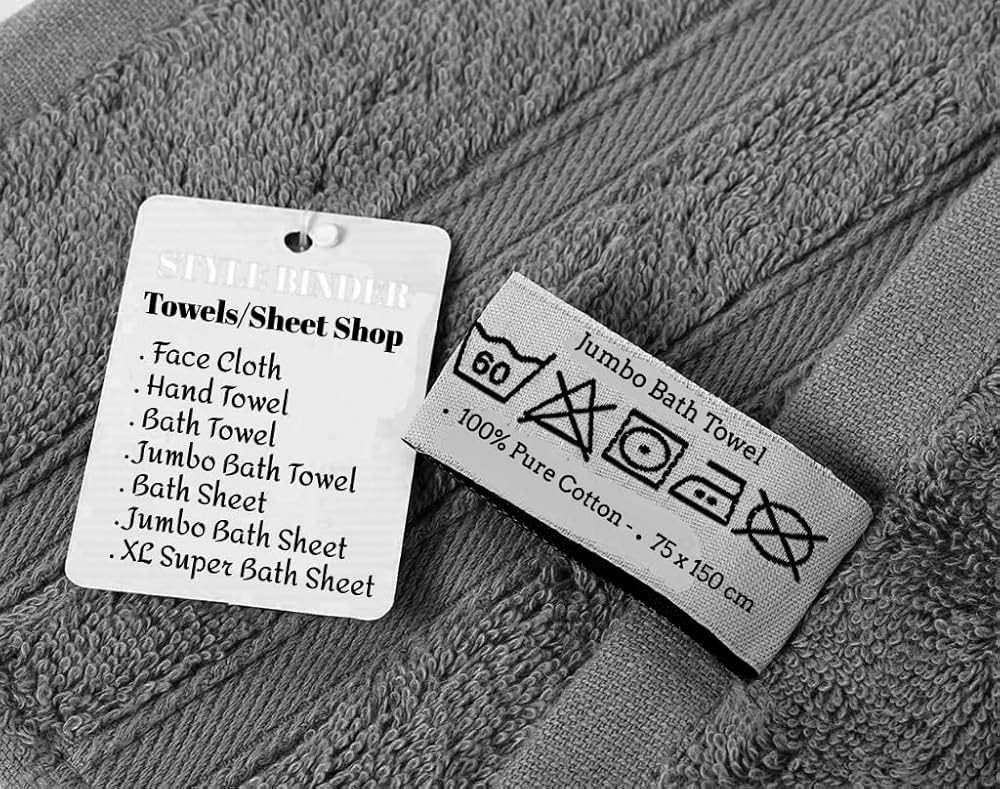 STYLE BINDER
Towels/Sheet Shop
. Face Cloth
. Hand Towel
. Bath Towel
. Jumbo Bath Towel
. Bath Sheet
. Jumbo Bath Sheet
. XL Super Bath Sheet
Jumbo Bath Towel
60
• 100% Pure Cotton - • 75 x 150 cm